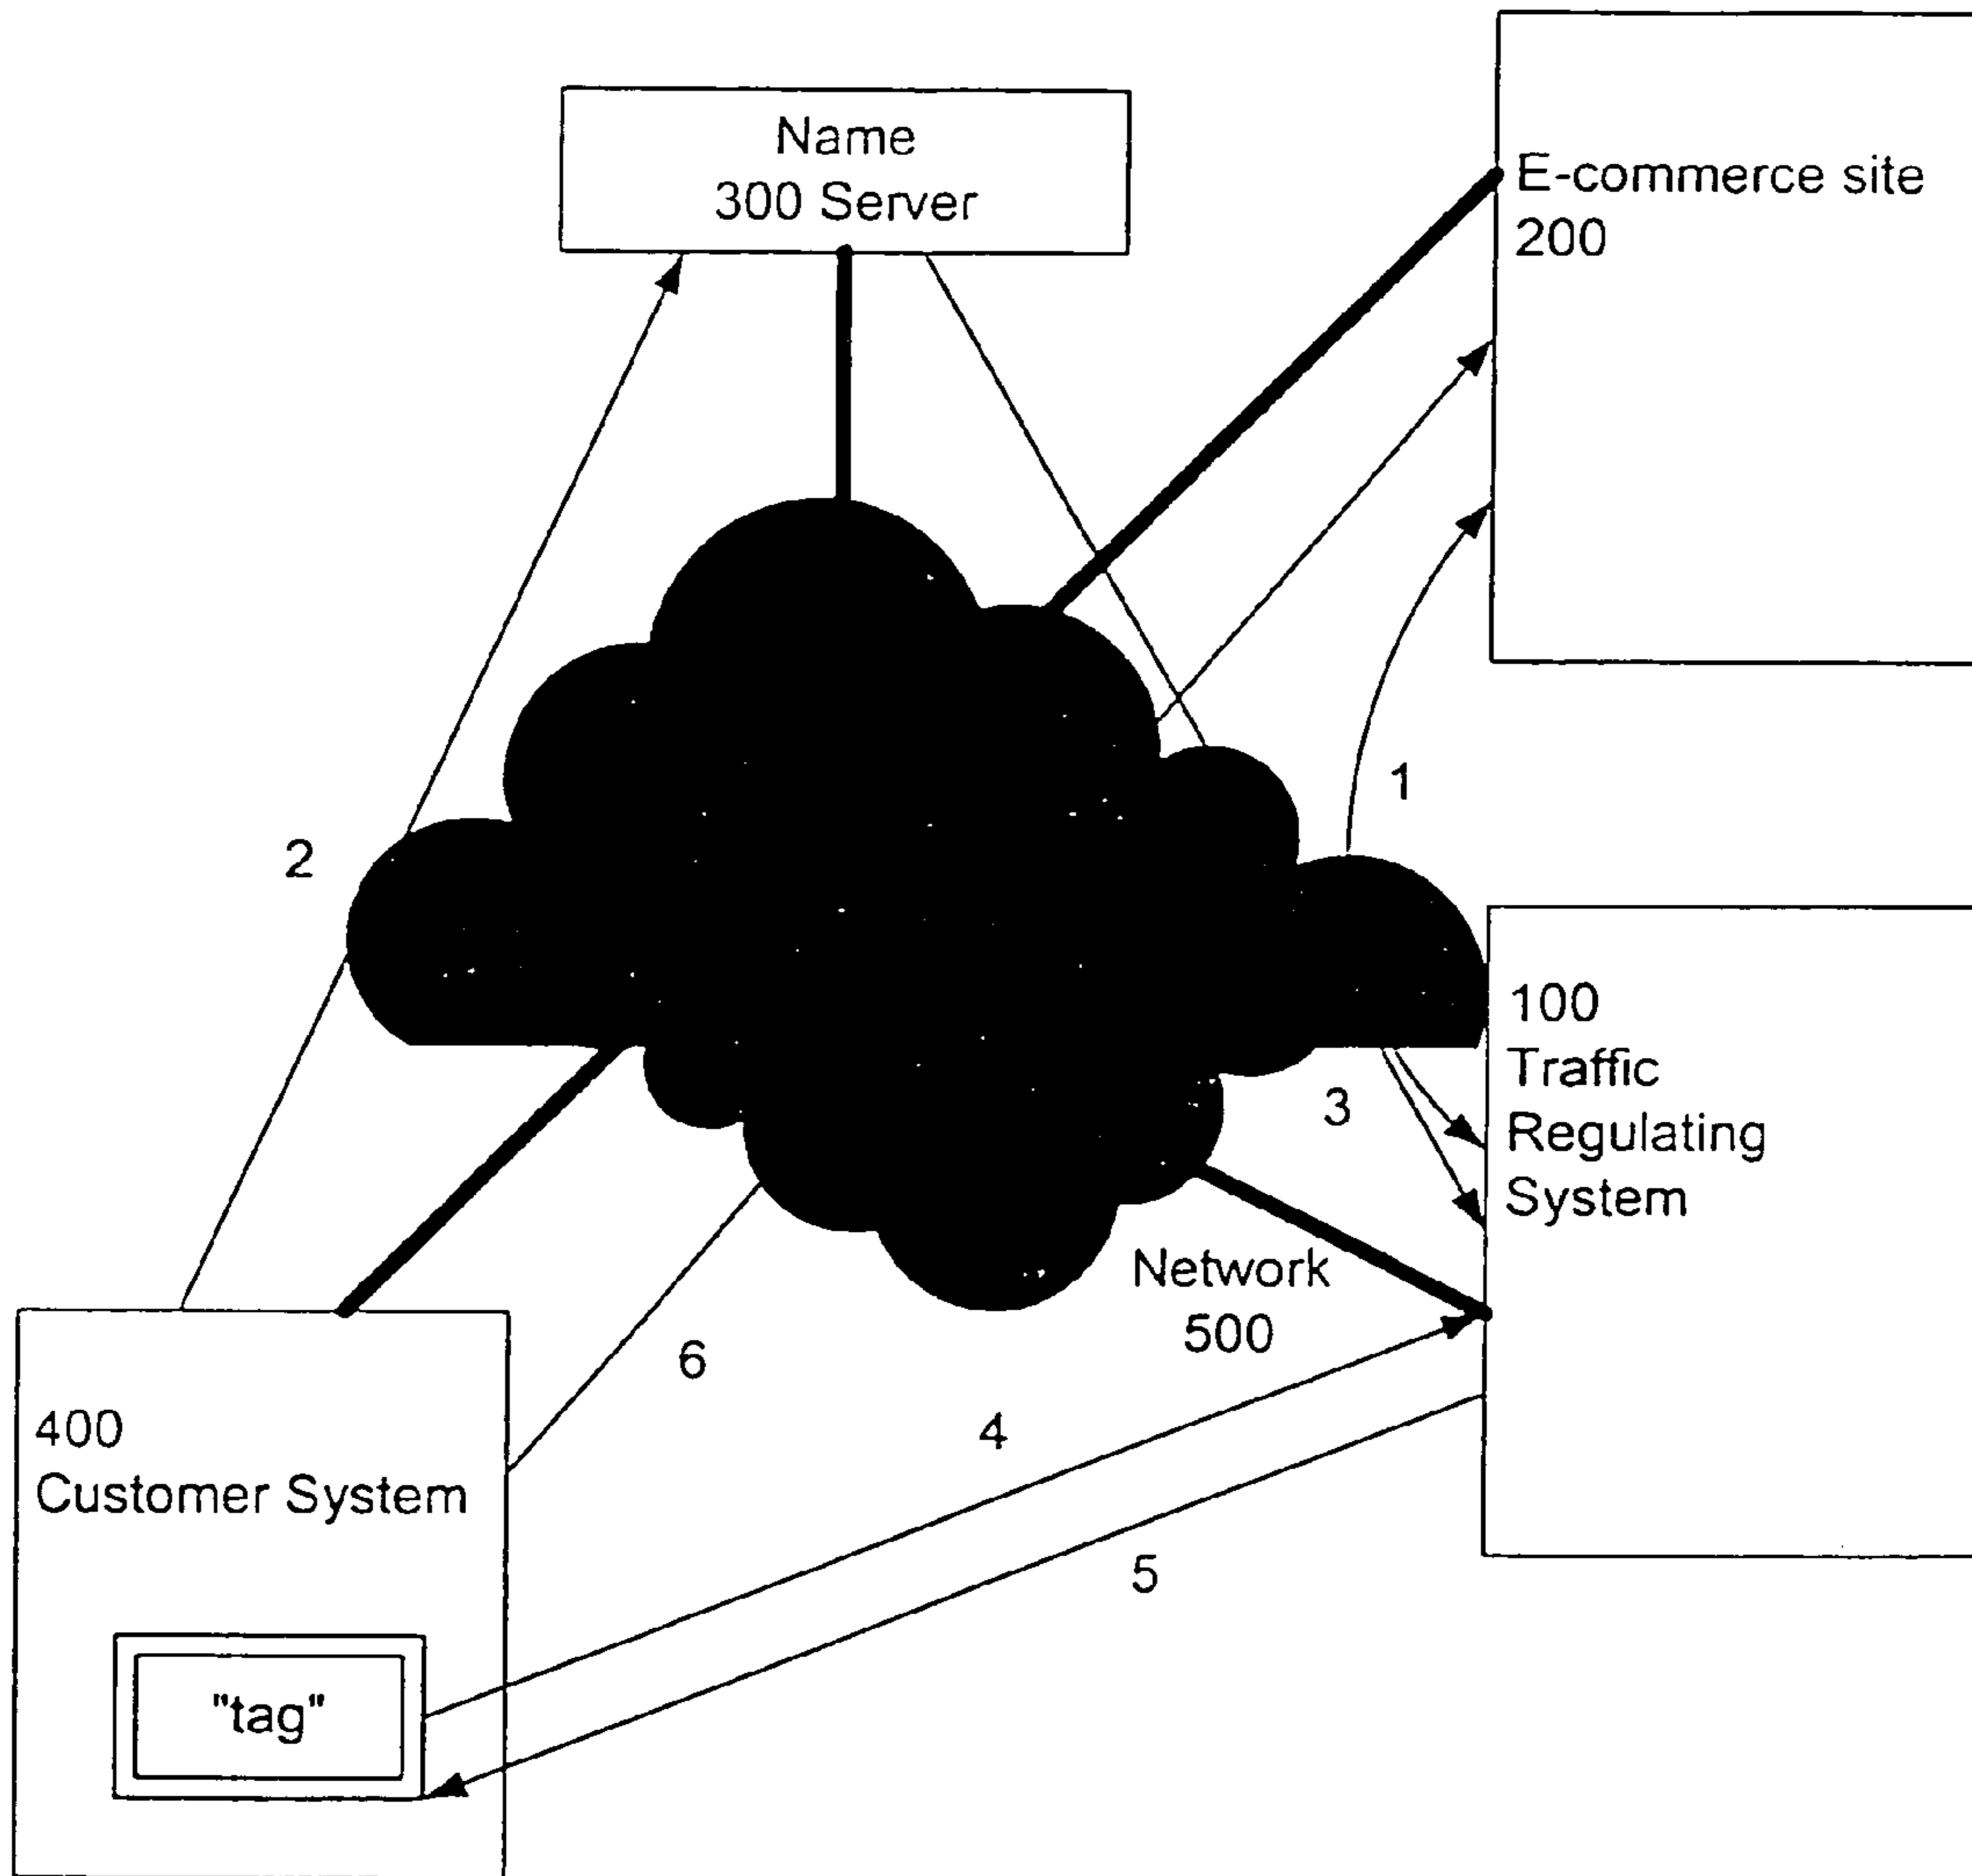 Name
300 Server
E-commerce site
200
1
2
100
Traffic
Regulating
System
3
Network
500
6
4
400
Customer System
5
"tag"